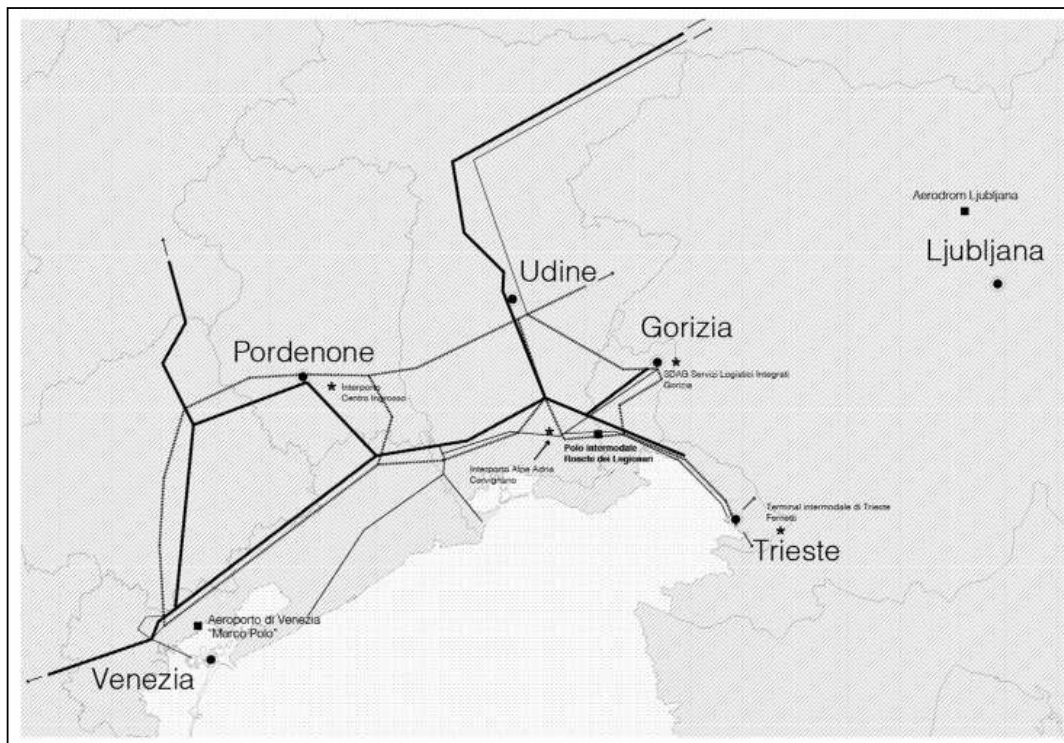 Aerodrom Ljubljana
Ljubljana
Udine
Gorizia
SDAG Servizi Logistici Integrati
Gorizia
Pordenone
Interporto
Centro Ingrosso
Polo intermodale
Ronchi dei Legionari
Interporto Alpe Adria
Cervignano
Terminal intermodale di Trieste
Fernetti
Trieste
Aeroporto di Venezia
"Marco Polo"
Venezia